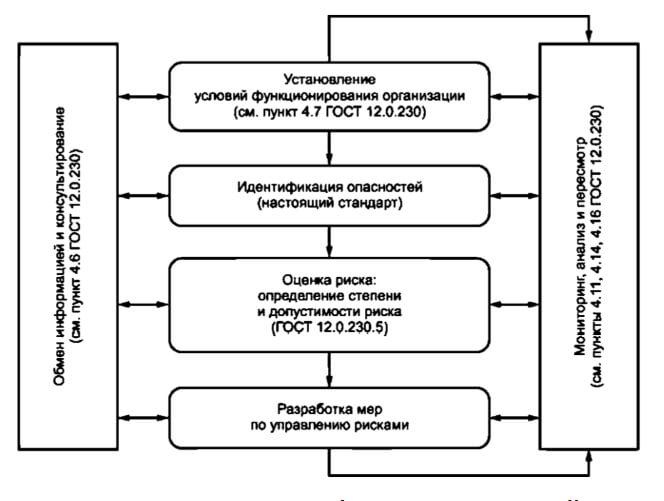 Обмен информацией и консультирование
(см. пункт 4.6 ГОСТ 12.0.230)
Установление
условий функционирования организации
(см. пункт 4.7 ГОСТ 12.0.230)
Идентификация опасностей
(настоящий стандарт)
Оценка риска:
определение степени
и допустимости риска
(ГОСТ 12.0.230.5)
Разработка мер
по управлению рисками
Мониторинг, анализ и пересмотр
(см. пункты 4.11, 4.14, 4.16 ГОСТ 12.0.230)